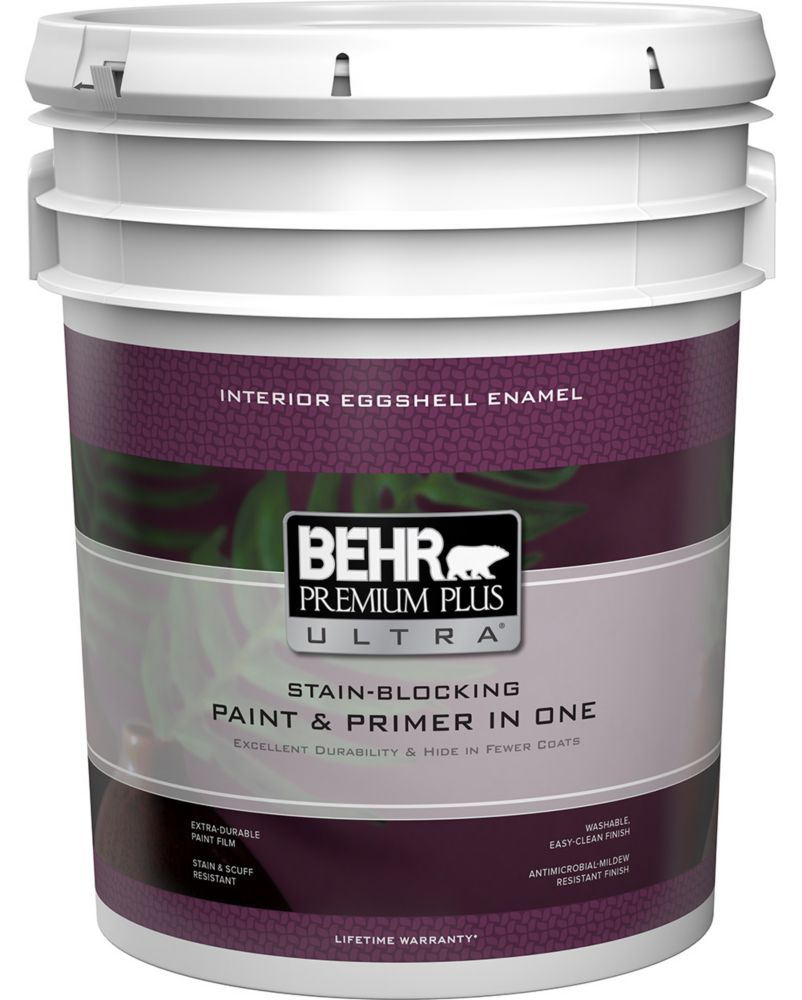 INTERIOR EGGSHELL ENAMEL
BEHR
PREMIUM PLUS
ULTRA®
STAIN-BLOCKING
PAINT & PRIMER IN ONE
EXCELLENT DURABILITY & HIDE IN FEWER COATS
EXTRA-DURABLE
PAINT FILM
STAIN & SCUFF
RESISTANT
WASHABLE,
EASY-CLEAN FINISH
ANTIMICROBIAL-MILDEW
RESISTANT FINISH
LIFETIME WARRANTY*